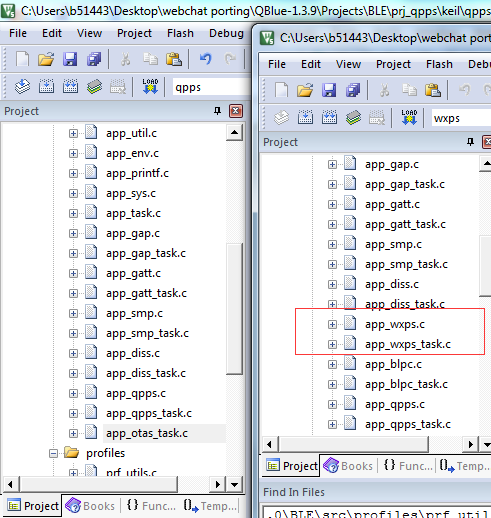 C:\Users\b51443\Desktop\webchat porting\QBlue-1.3.9\Projects\BLE\prj_qpps\keil\qpps
File Edit View Project Flash Debug
LOAD
qpps
Project
app_util.c
app_env.c
app_printf.c
app_sys.c
app_task.c
app_gap.c
app_gap_task.c
app_gatt.c
app_gatt_task.c
app_smp.c
app_smp_task.c
app_diss.c
app_diss_task.c
app_qpps.c
app_qpps_task.c
app_otas_task.c
profiles
prf_utils.c
Project Books {} Func... Temp...
C:\Users\b51443\Desktop\webchat port
File Edit View Project Flash Debu
LOAD
wxps
Project
app_gap.c
app_gap_task.c
app_gatt.c
app_gatt_task.c
app_smp.c
app_smp_task.c
app_diss.c
app_diss_task.c
app_wxps.c
app_wxps_task.c
app_blpc.c
app_blpc_task.c
app_qpps.c
app_qpps_task.c
Project Books {} Func... Temp...
Find In Files
.0\BLE\src\profiles\prf_util